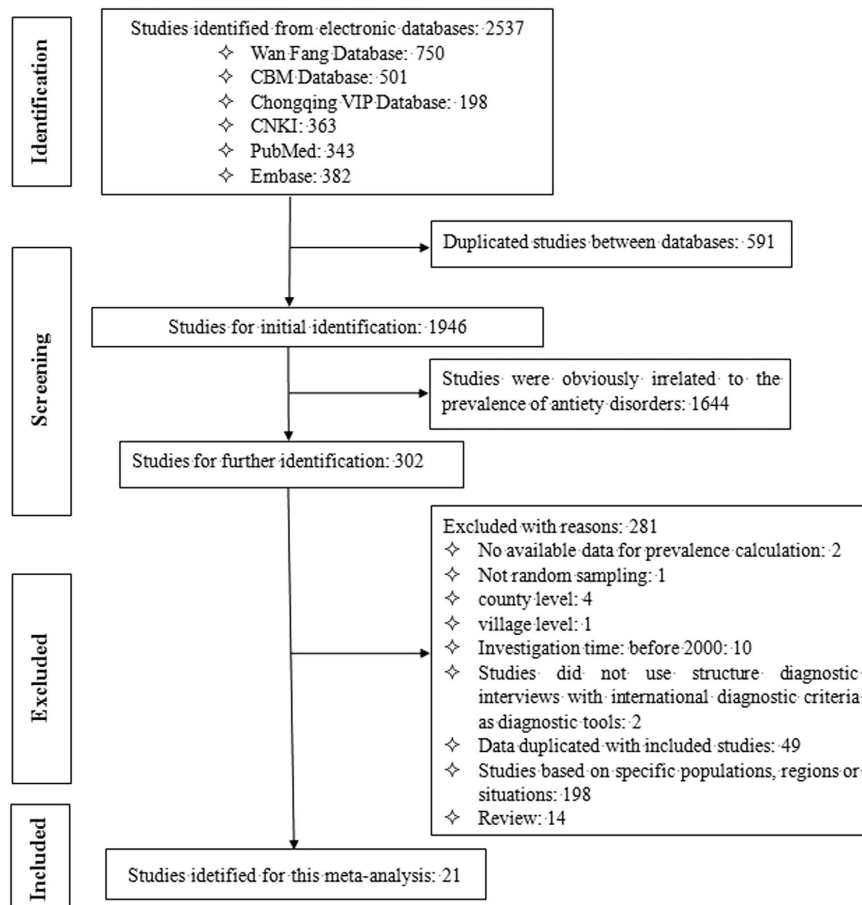 Identification
Studies identified from electronic databases: 2537
✧ Wan Fang Database: 750
✧ CBM Database: 501
✧ Chongqing VIP Database: 198
✧ CNKI: 363
✧ PubMed: 343
✧ Embase: 382
Screening
Duplicated studies between databases: 591
Studies for initial identification: 1946
Studies were obviously irrelated to the
prevalence of antiety disorders: 1644
Studies for further identification: 302
Excluded
Excluded with reasons: 281
✧ No available data for prevalence calculation: 2
✧ Not random sampling: 1
✧ county level: 4
✧ village level: 1
✧ Investigation time: before 2000: 10
✧ Studies did not use structure diagnostic
interviews with international diagnostic criteria
as diagnostic tools: 2
✧ Data duplicated with included studies: 49
✧ Studies based on specific populations, regions or
situations: 198
✧ Review: 14
Included
Studies idetified for this meta-analysis: 21